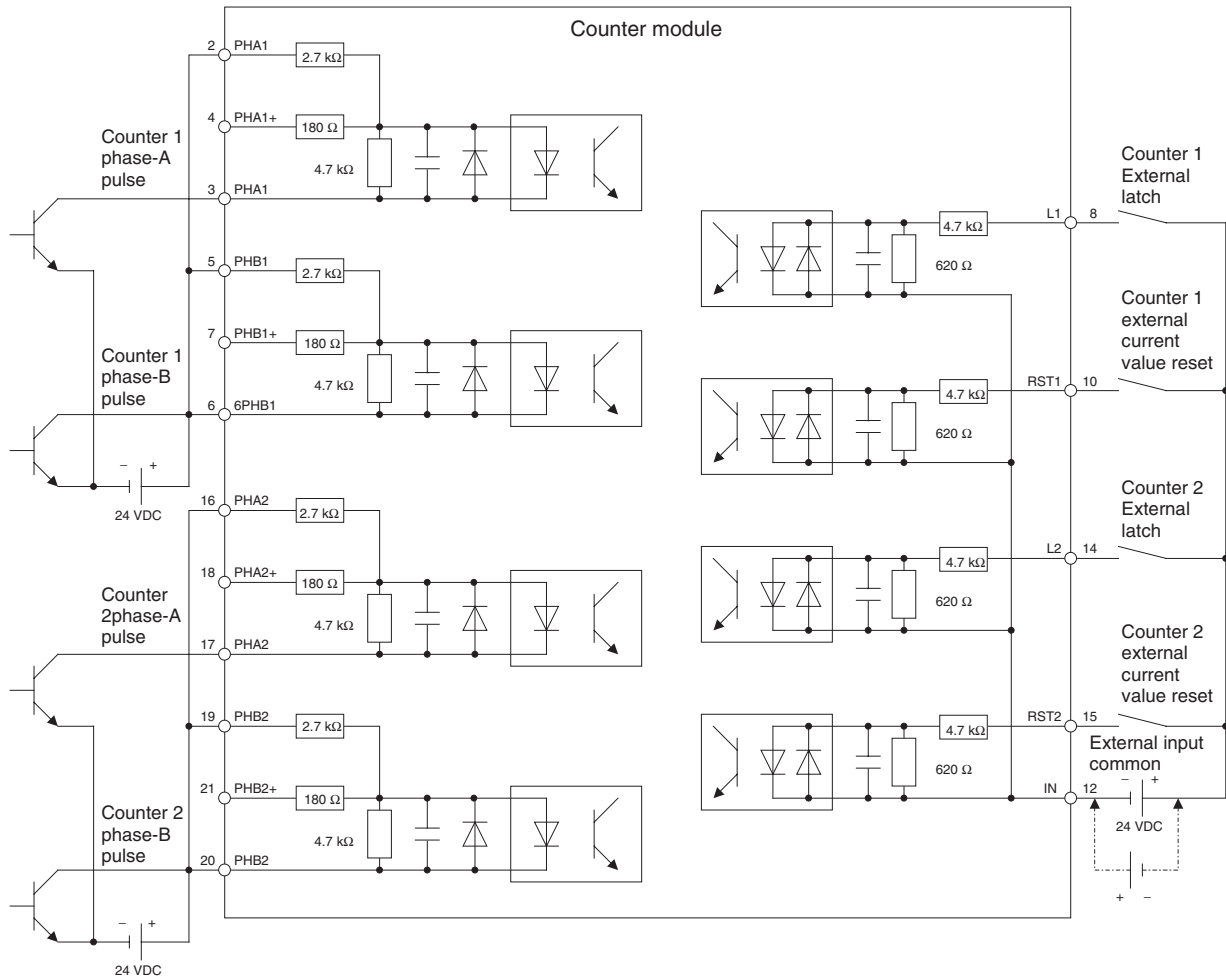 Counter module
2 PHA1
2.7 kΩ
4 PHA1+
180 Ω
Counter 1
phase-A
pulse
4.7 kΩ
3 PHA1
5 PHB1
2.7 kΩ
7 PHB1+
180 Ω
Counter 1
phase-B
pulse
4.7 kΩ
6 6PHB1
– +
24 VDC
16 PHA2
2.7 kΩ
18 PHA2+
180 Ω
Counter
2phase-A
pulse
4.7 kΩ
17 PHA2
19 PHB2
2.7 kΩ
21 PHB2+
180 Ω
Counter 2
phase-B
pulse
4.7 kΩ
20 PHB2
– +
24 VDC
Counter 1
External
latch
L1 8
4.7 kΩ
620 Ω
Counter 1
external
current
value reset
RST1 10
4.7 kΩ
620 Ω
Counter 2
External
latch
L2 14
4.7 kΩ
620 Ω
Counter 2
external
current
value reset
RST2 15
4.7 kΩ
620 Ω
External input
common
IN 12
– +
24 VDC
+ –